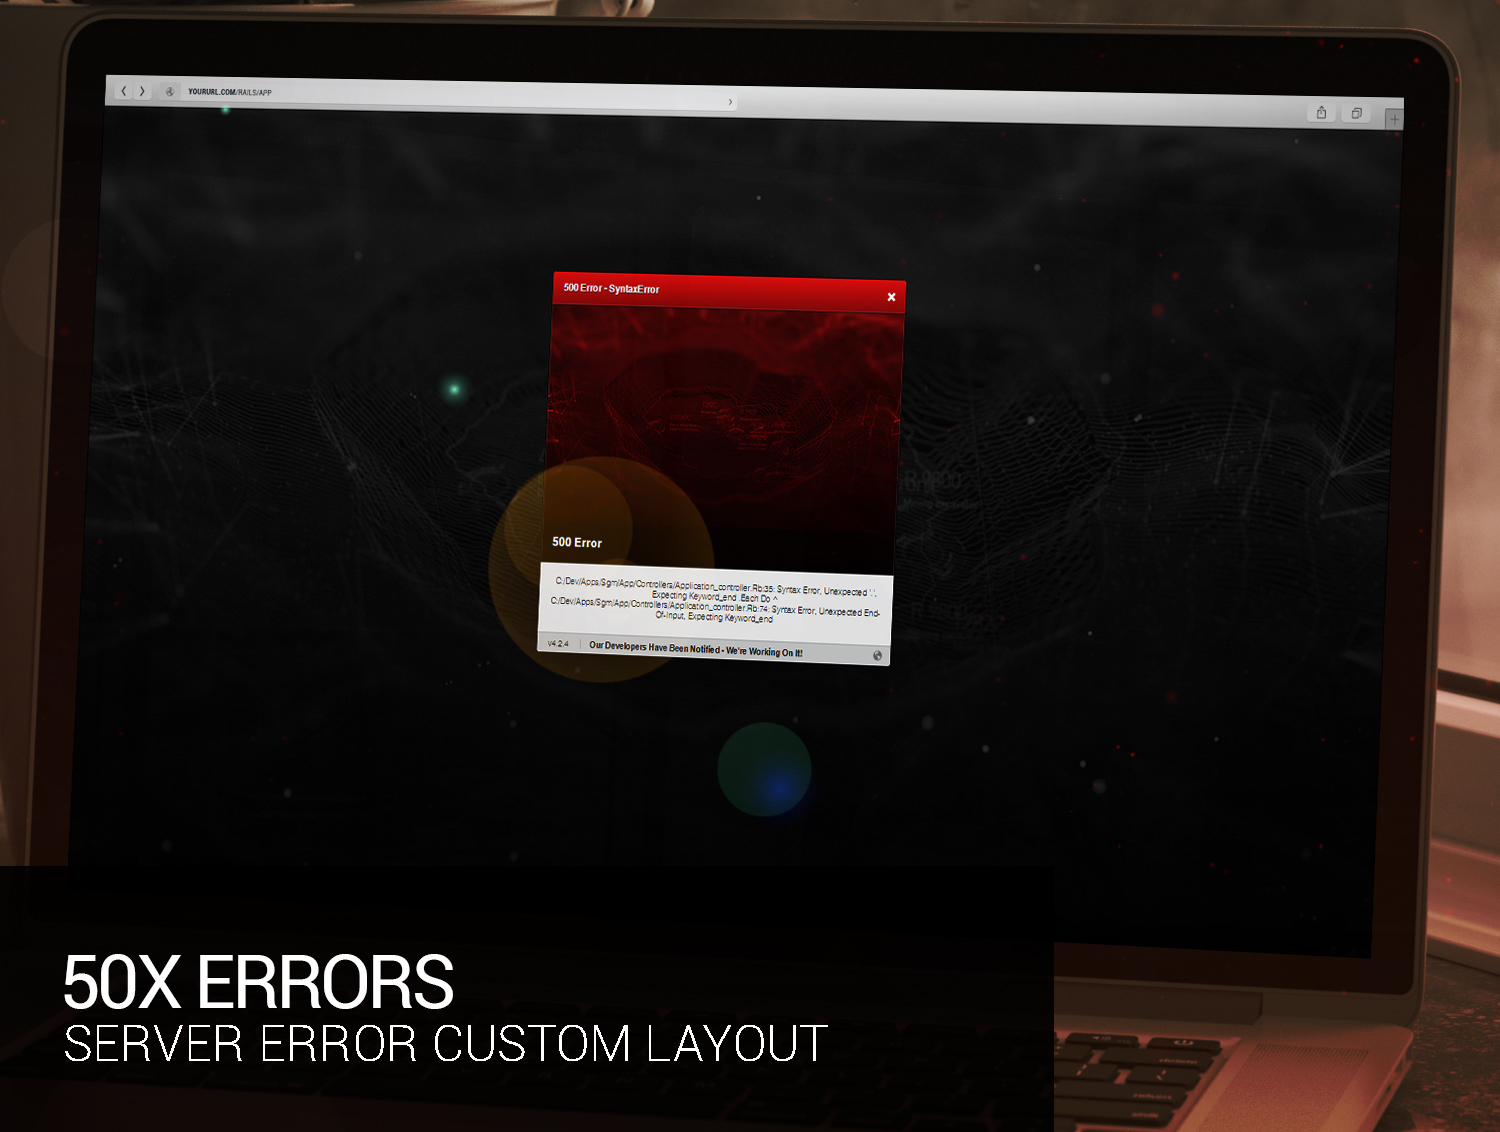 YOURURL.COM/RAILS/APP
500 Error - SyntaxError
500 Error
C:/Dev/Apps/Sgm/App/Controllers/Application_controller.Rb:35: Syntax Error, Unexpected '.',
Expecting Keyword_end .Each Do ^
C:/Dev/Apps/Sgm/App/Controllers/Application_controller.Rb:74: Syntax Error, Unexpected End-
Of-Input, Expecting Keyword_end
v4.2.4
Our Developers Have Been Notified - We're Working On It!
50X ERRORS
SERVER ERROR CUSTOM LAYOUT